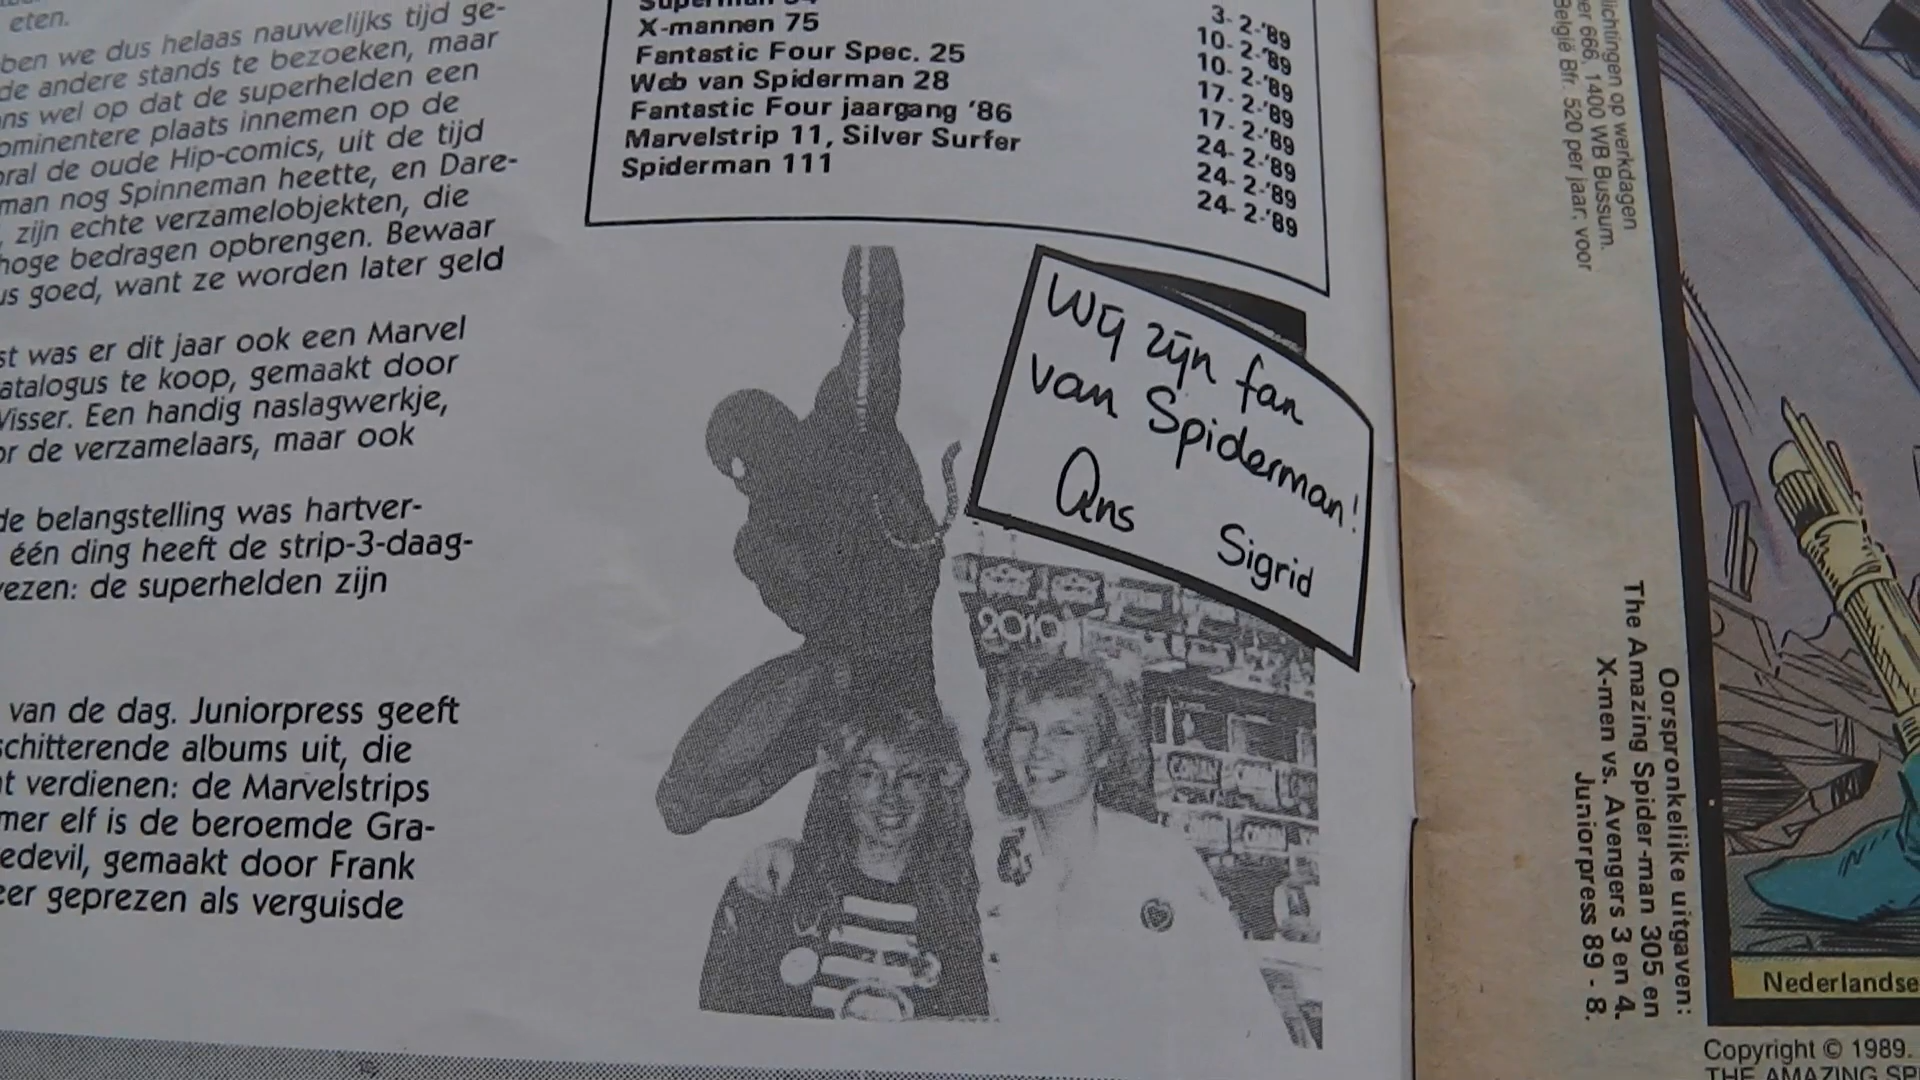 eten.
ben we dus helaas nauwelijks tijd ge-
de andere stands te bezoeken, maar
ns wel op dat de superhelden een
ominentere plaats innemen op de
oral de oude Hip-comics, uit de tijd
man nog Spinneman heette, en Dare-
, zijn echte verzamelobjekten, die
hoge bedragen opbrengen. Bewaar
us goed, want ze worden later geld
st was er dit jaar ook een Marvel
atalogus te koop, gemaakt door
Visser. Een handig naslagwerkje,
or de verzamelaars, maar ook
de belangstelling was hartver-
één ding heeft de strip-3-daag-
ezen: de superhelden zijn
van de dag. Juniorpress geeft
schitterende albums uit, die
t verdienen: de Marvelstrips
mer elf is de beroemde Gra-
edevil, gemaakt door Frank
eer geprezen als verguisde
X-mannen 75
Fantastic Four Spec. 25
Web van Spiderman 28
Fantastic Four jaargang '86
Marvelstrip 11, Silver Surfer
Spiderman 111
3- 2-'89
10- 2-'89
10- 2-'89
17- 2-'89
17- 2-'89
24- 2-'89
24- 2-'89
24- 2-'89
Wij zijn fan
van Spiderman!
Ans Sigrid
2010
lichtingen op werkdagen
er 666, 1400 WB Bussum.
België Bfr. 520 per jaar, voor
Oorspronkelijke uitgaven:
The Amazing Spider-man 305 en
X-men vs. Avengers 3 en 4.
Juniorpress 89 - 8.
Nederlandse
Copyright © 1989.
THE AMAZING SP